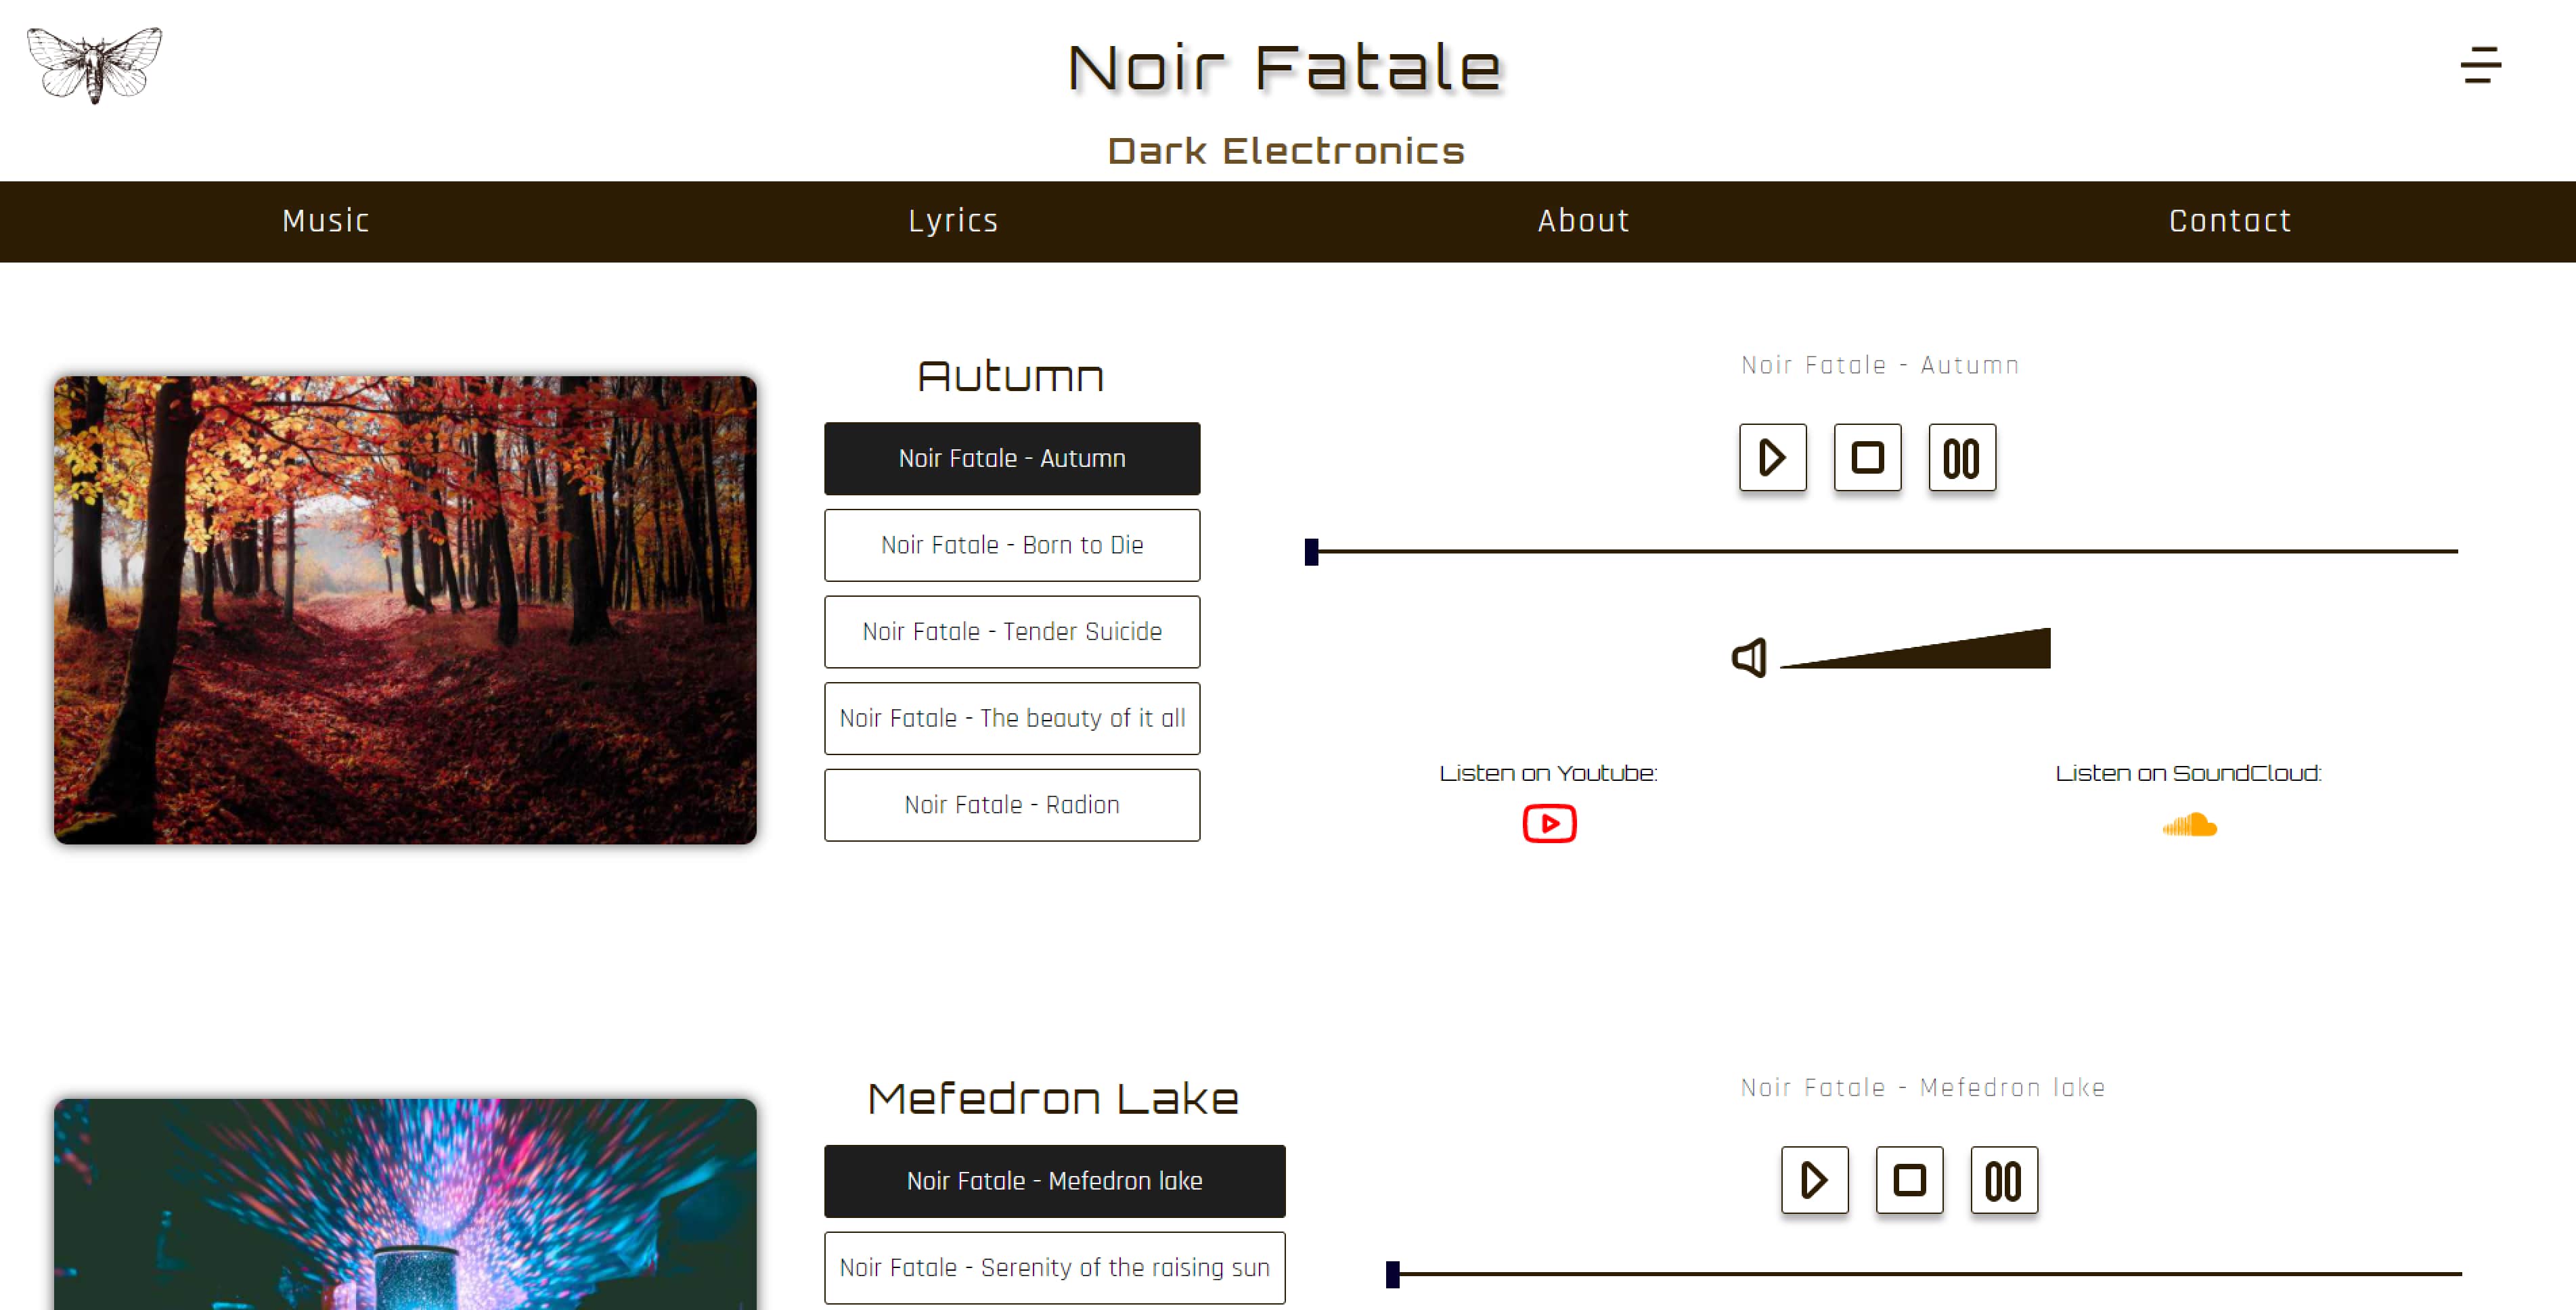 Noir Fatale
Dark Electronics
Music
Lyrics
About
Contact
Autumn
Noir Fatale - Autumn
Noir Fatale - Born to Die
Noir Fatale - Tender Suicide
Noir Fatale - The beauty of it all
Noir Fatale - Radion
Noir Fatale - Autumn
Listen on Youtube:
Listen on SoundCloud:
Mefedron Lake
Noir Fatale - Mefedron lake
Noir Fatale - Serenity of the raising sun
Noir Fatale - Mefedron lake